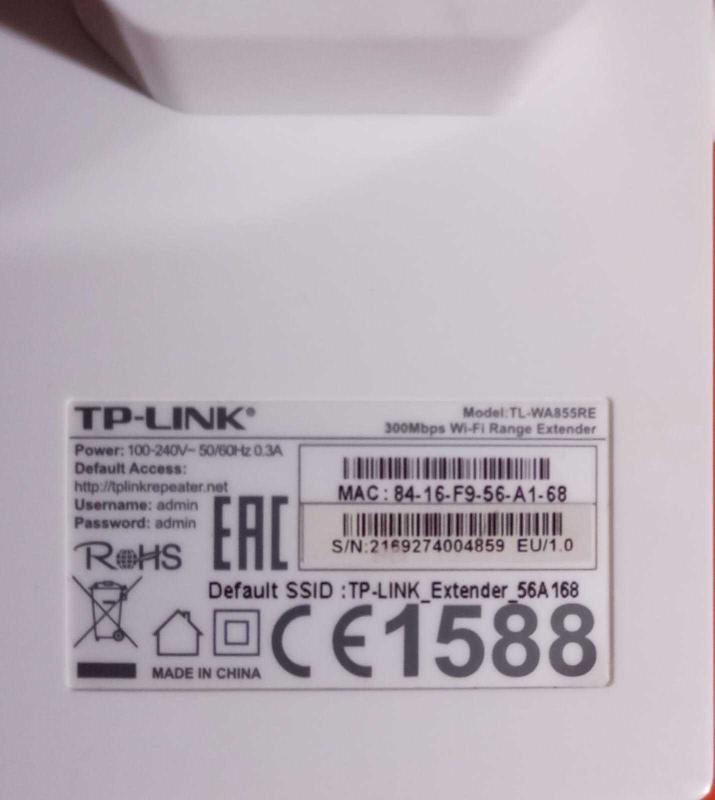 TP-LINK®
Model:TL-WA855RE
300Mbps Wi-Fi Range Extender
Power: 100-240V~ 50/60Hz 0.3A
Default Access:
http://tplinkrepeater.net
Username: admin
Password: admin
MAC: 84-16-F9-56-A1-68
S/N:2169274004859 EU/1.0
EAC
RoHS
Default SSID :TP-LINK_Extender_56A168
CE1588
MADE IN CHINA